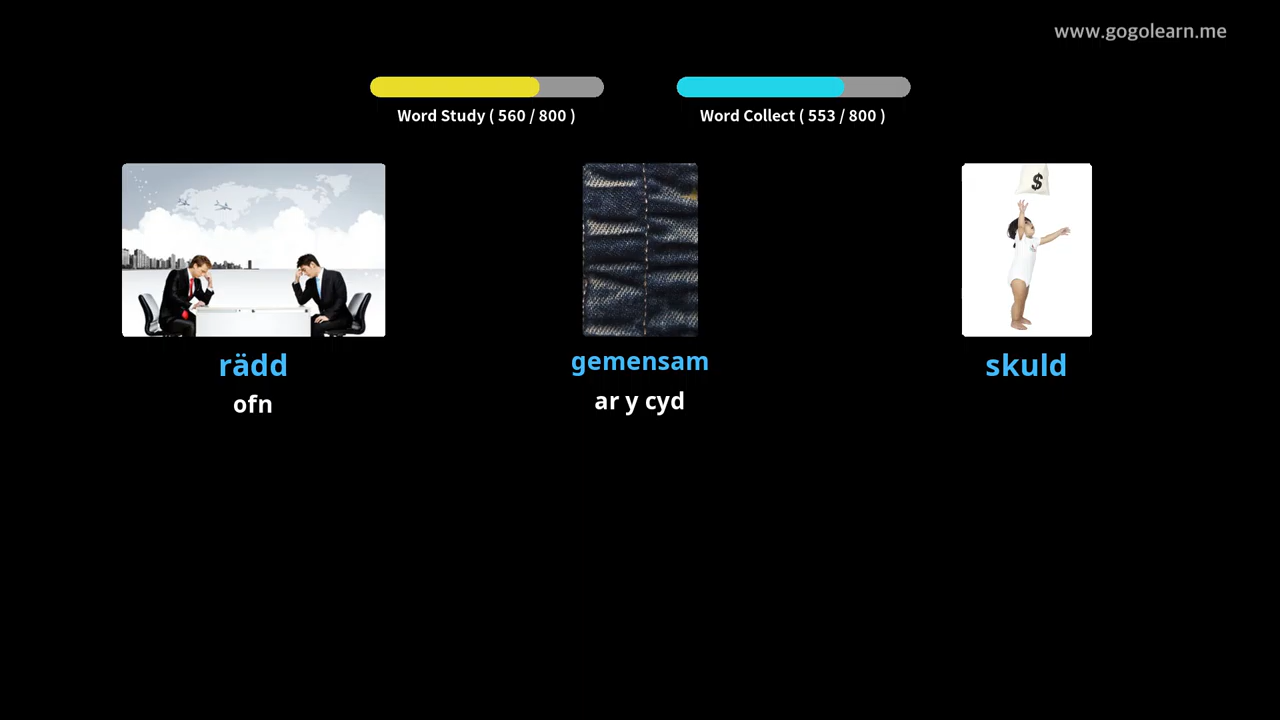 www.gogolearn.me
Word Study ( 560 / 800 )
Word Collect ( 553 / 800 )
$
rädd
gemensam
skuld
ofn
ar y cyd